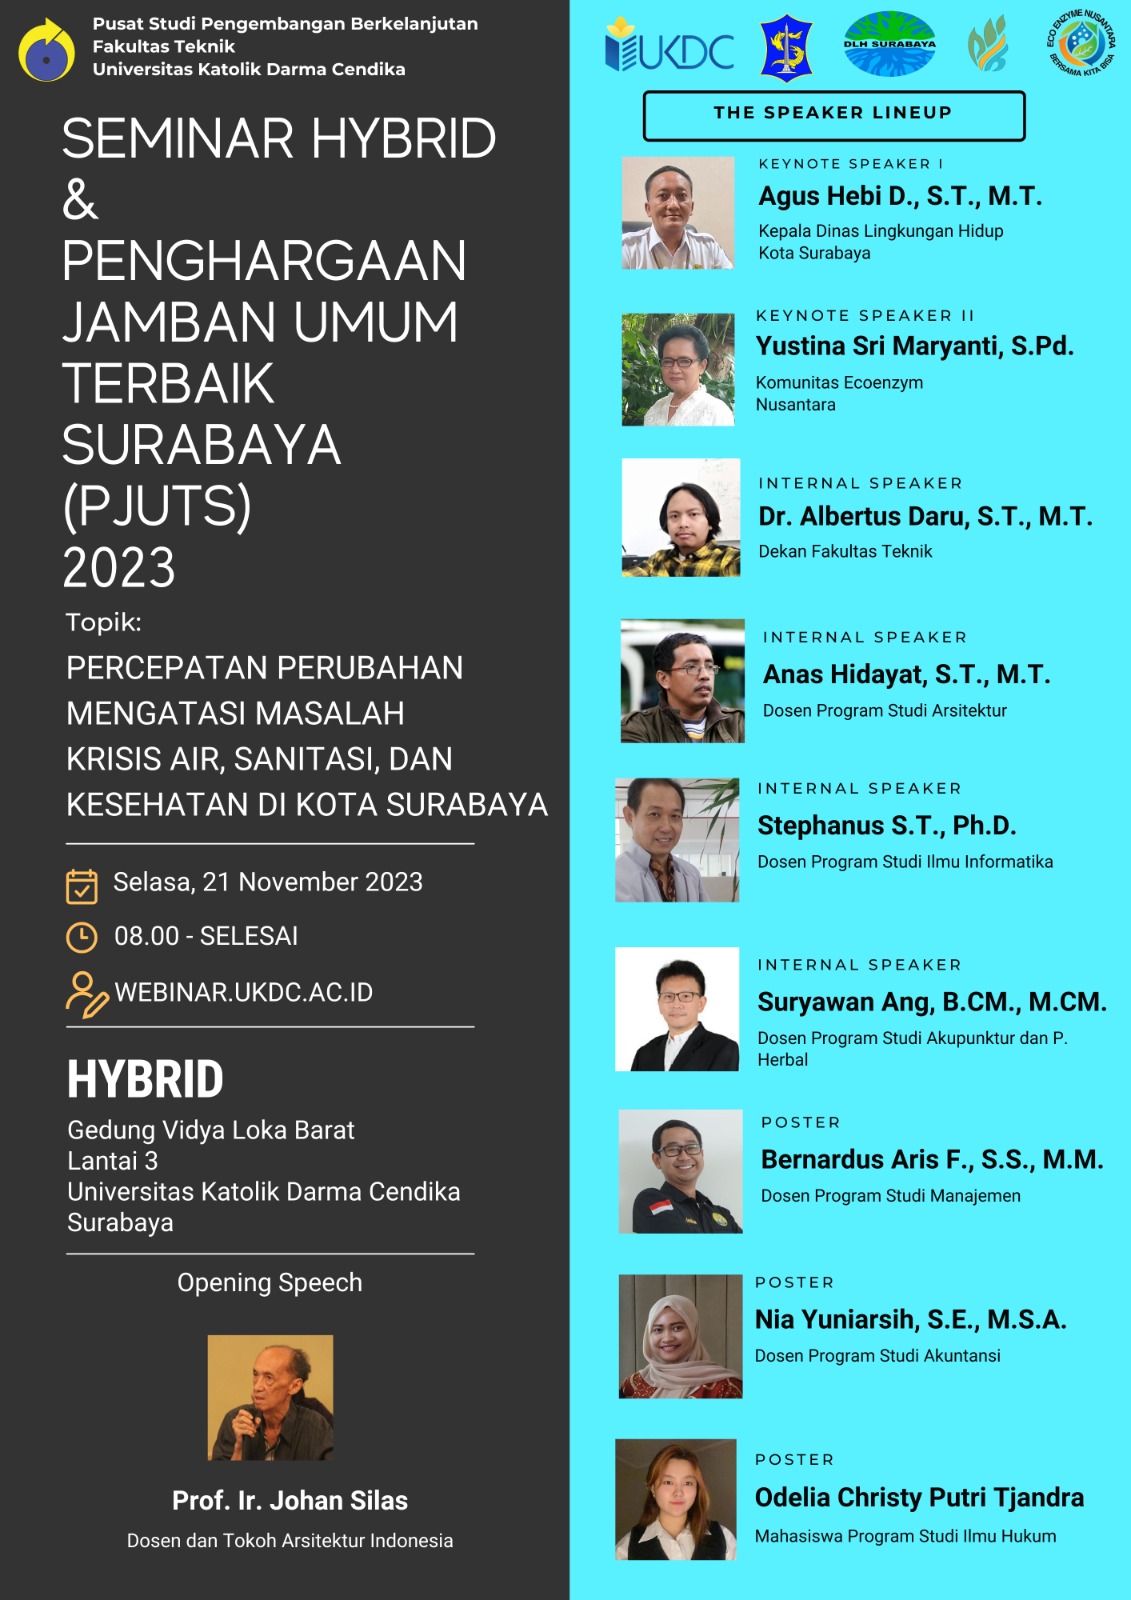 Pusat Studi Pengembangan Berkelanjutan
Fakultas Teknik
Universitas Katolik Darma Cendika
SEMINAR HYBRID
&
PENGHARGAAN
JAMBAN UMUM
TERBAIK
SURABAYA
(PJUTS)
2023
Topik:
PERCEPATAN PERUBAHAN
MENGATASI MASALAH
KRISIS AIR, SANITASI, DAN
KESEHATAN DI KOTA SURABAYA
Selasa, 21 November 2023
08.00 - SELESAI
WEBINAR.UKDC.AC.ID
HYBRID
Gedung Vidya Loka Barat
Lantai 3
Universitas Katolik Darma Cendika
Surabaya
Opening Speech
Prof. Ir. Johan Silas
Dosen dan Tokoh Arsitektur Indonesia
UKDC
DLH SURABAYA
ECO ENZYME NUSANTARA
BERSAMA KITA BISA
THE SPEAKER LINEUP
KEYNOTE SPEAKER I
Agus Hebi D., S.T., M.T.
Kepala Dinas Lingkungan Hidup
Kota Surabaya
KEYNOTE SPEAKER II
Yustina Sri Maryanti, S.Pd.
Komunitas Ecoenzym
Nusantara
INTERNAL SPEAKER
Dr. Albertus Daru, S.T., M.T.
Dekan Fakultas Teknik
INTERNAL SPEAKER
Anas Hidayat, S.T., M.T.
Dosen Program Studi Arsitektur
INTERNAL SPEAKER
Stephanus S.T., Ph.D.
Dosen Program Studi Ilmu Informatika
INTERNAL SPEAKER
Suryawan Ang, B.CM., M.CM.
Dosen Program Studi Akupunktur dan P.
Herbal
POSTER
Bernardus Aris F., S.S., M.M.
Dosen Program Studi Manajemen
POSTER
Nia Yuniarsih, S.E., M.S.A.
Dosen Program Studi Akuntansi
POSTER
Odelia Christy Putri Tjandra
Mahasiswa Program Studi Ilmu Hukum